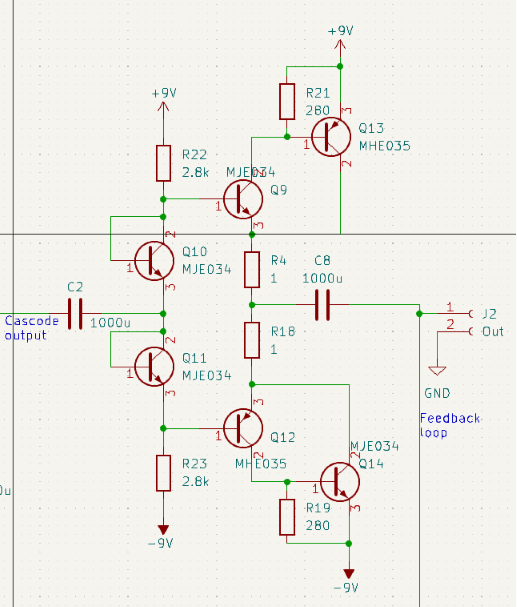 +9V
R21
280
3
Q13
MHE035
1
2
+9V
R22
2.8k
MJE034
2
Q9
1
3
2
Q10
MJE034
1
3
R4
1
C8
1000u
C2
1000u
Cascode
output
1
J2
2
Out
GND
Feedback
loop
R18
1
2
Q11
MJE034
1
3
3
Q12
MHE035
1
2
MJE034
Q14
2
1
3
R23
2.8k
R19
280
0u
-9V
-9V